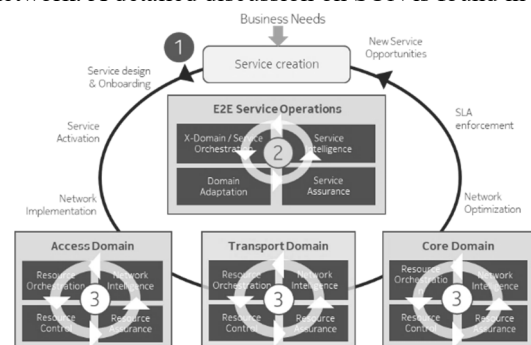 Business Needs
1
Service creation
New Service
Opportunities
Service design
& Onboarding
E2E Service Operations
X-Domain / Service
Orchestration
Service
Intelligence
2
Domain
Adaptation
Service
Assurance
Service
Activation
SLA
enforcement
Network
Implementation
Network
Optimization
Access Domain
Resource
Orchestration
Network
Intelligence
3
Resource
Control
Resource
Assurance
Transport Domain
Resource
Orchestration
Network
Intelligence
3
Resource
Control
Resource
Assurance
Core Domain
Resource
Orchestratio
Network
Intelligence
3
Resource
Control
Resource
Assurance